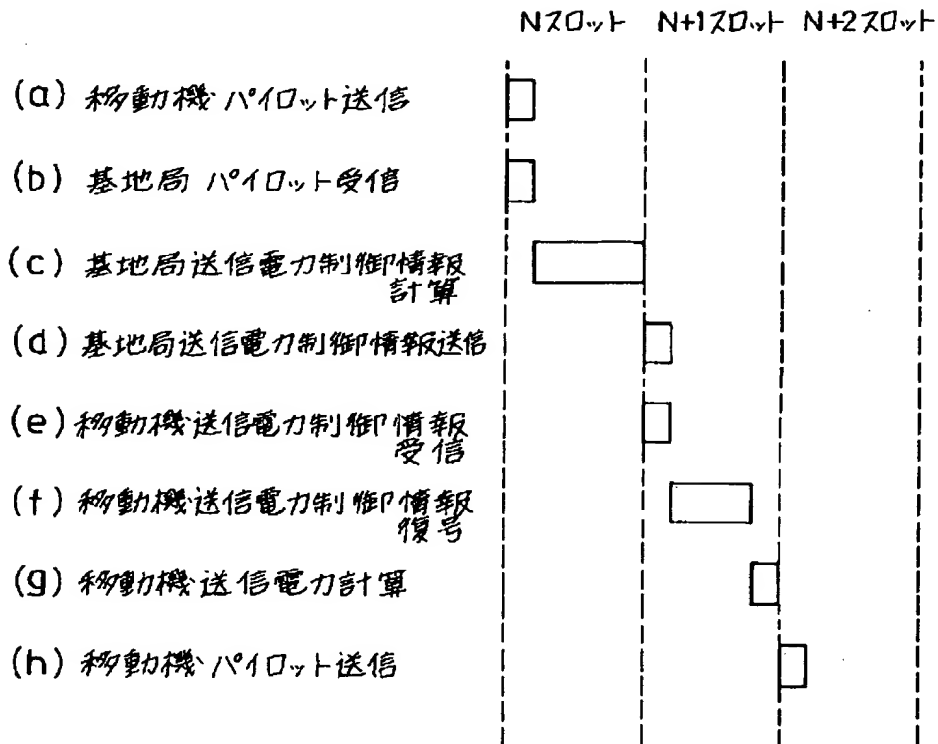 Nスロット N+1スロット N+2スロット
(a) 移動機 パイロット送信
(b) 基地局 パイロット受信
(c) 基地局送信電力制御情報
計算
(d) 基地局送信電力制御情報送信
(e) 移動機送信電力制御情報
受信
(f) 移動機送信電力制御情報
復号
(g) 移動機送信電力計算
(h) 移動機パイロット送信